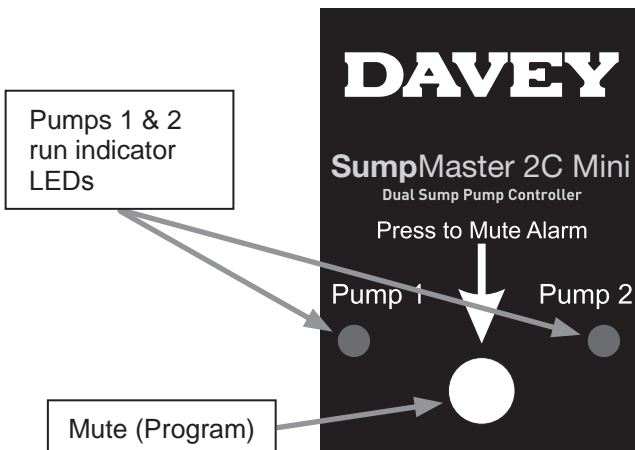 DAVEY
Pumps 1 & 2
run indicator
LEDs
SumpMaster 2C Mini
Dual Sump Pump Controller
Press to Mute Alarm
Pump 1
Pump 2
Mute (Program)